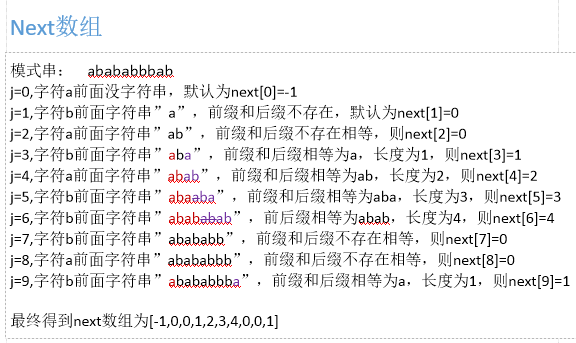 Next数组
模式串： abababbbab
j=0,字符a前面没字符串，默认为next[0]=-1
j=1,字符b前面字符串”a”，前缀和后缀不存在，默认为next[1]=0
j=2,字符a前面字符串”ab”，前缀和后缀不存在相等，则next[2]=0
j=3,字符b前面字符串”aba”，前缀和后缀相等为a，长度为1，则next[3]=1
j=4,字符a前面字符串”abab”，前缀和后缀相等为ab，长度为2，则next[4]=2
j=5,字符b前面字符串”abaaba”，前缀和后缀相等为aba，长度为3，则next[5]=3
j=6,字符b前面字符串”abababab”，前后缀相等为abab，长度为4，则next[6]=4
j=7,字符b前面字符串”abababb”，前缀和后缀不存在相等，则next[7]=0
j=8,字符a前面字符串”abababbb”，前缀和后缀不存在相等，则next[8]=0
j=9,字符b前面字符串”abababbba”，前缀和后缀相等为a，长度为1，则next[9]=1
最终得到next数组为[-1,0,0,1,2,3,4,0,0,1]